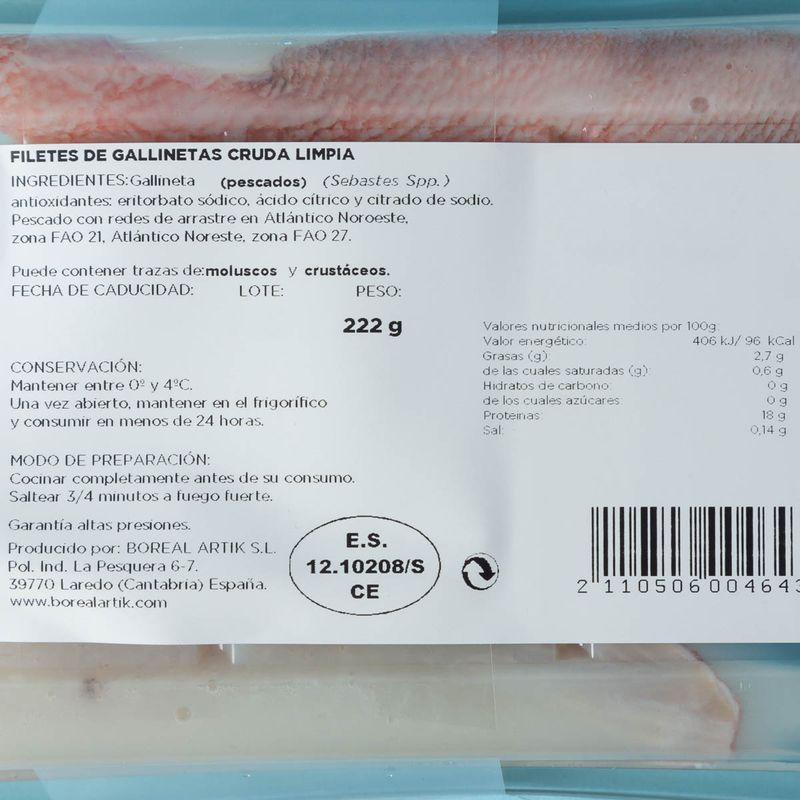 FILETES DE GALLINETAS CRUDA LIMPIA
INGREDIENTES:Gallineta (pescados) (Sebastes Spp.)
antioxidantes: eritorbato sódico, ácido cítrico y citrado de sodio.
Pescado con redes de arrastre en Atlántico Noroeste,
zona FAO 21, Atlántico Noreste, zona FAO 27.
Puede contener trazas de:moluscos y crustáceos.
FECHA DE CADUCIDAD: LOTE: PESO:
222 g
CONSERVACIÓN:
Mantener entre 0º y 4ºC.
Una vez abierto, mantener en el frigorífico
y consumir en menos de 24 horas.
MODO DE PREPARACIÓN:
Cocinar completamente antes de su consumo.
Saltear 3/4 minutos a fuego fuerte.
Garantía altas presiones.
Producido por: BOREAL ARTIK S.L.
Pol. Ind. La Pesquera 6-7.
39770 Laredo (Cantabria) España.
www.borealartik.com
E.S.
12.10208/S
CE
Valores nutricionales medios por 100g:
Valor energético: 406 kJ/ 96 kCal
Grasas (g): 2,7 g
de las cuales saturadas (g): 0,6 g
Hidratos de carbono: 0 g
de los cuales azúcares: 0 g
Proteinas: 18 g
Sal: 0,14 g
2 110506 004643